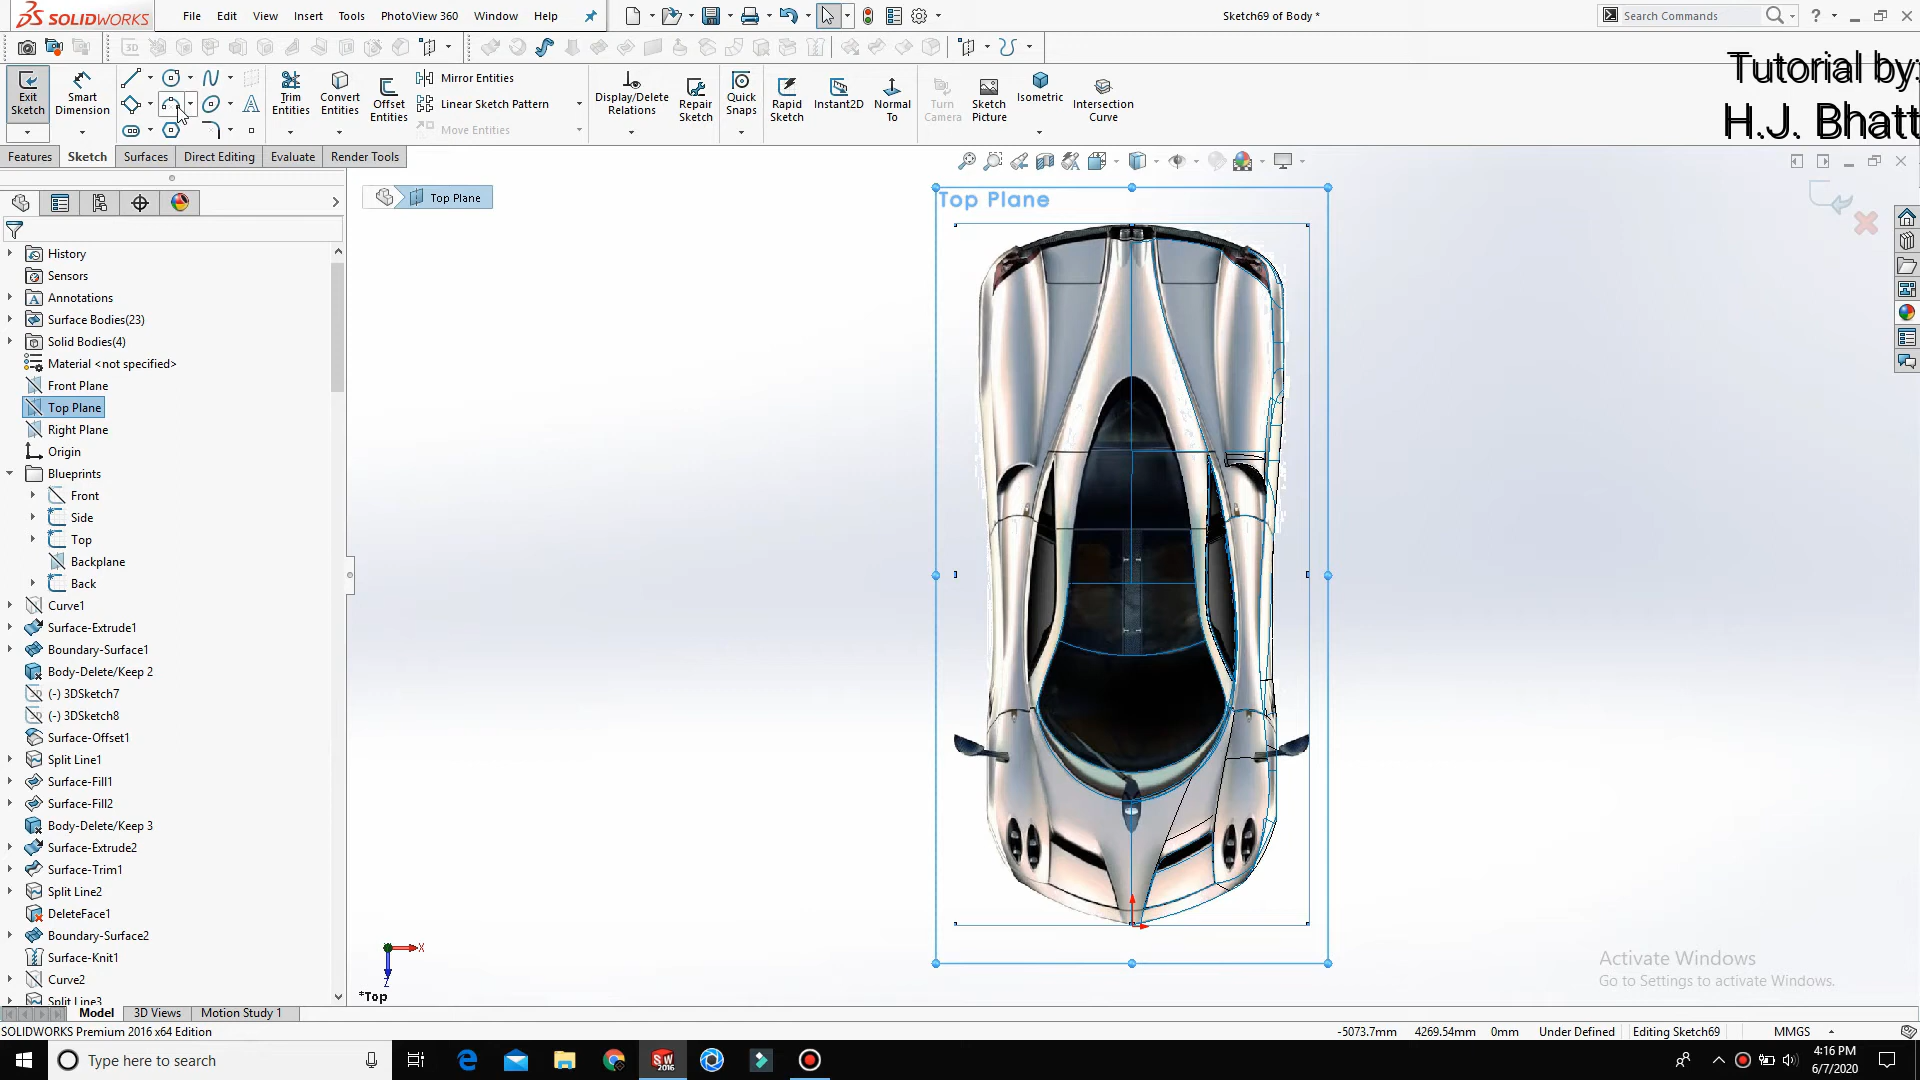 SOLIDWORKS
File Edit View Insert Tools PhotoView 360 Window Help
Sketch69 of Body *
Search Commands
Tutorial by:
H.J. Bhatt
Exit Sketch
Smart Dimension
Trim Entities
Convert Entities
Offset Entities
Mirror Entities
Linear Sketch Pattern
Move Entities
Display/Delete Relations
Repair Sketch
Quick Snaps
Rapid Sketch
Instant2D
Normal To
Turn Camera
Sketch Picture
Isometric
Intersection Curve
Features Sketch Surfaces Direct Editing Evaluate Render Tools
Top Plane
Top Plane
History
Sensors
Annotations
Surface Bodies(23)
Solid Bodies(4)
Material <not specified>
Front Plane
Top Plane
Right Plane
Origin
Blueprints
Front
Side
Top
Backplane
Back
Curve1
Surface-Extrude1
Boundary-Surface1
Body-Delete/Keep 2
(-) 3DSketch7
(-) 3DSketch8
Surface-Offset1
Split Line1
Surface-Fill1
Surface-Fill2
Body-Delete/Keep 3
Surface-Extrude2
Surface-Trim1
Split Line2
DeleteFace1
Boundary-Surface2
Surface-Knit1
Curve2
Split Line3
X
Z
*Top
Activate Windows
Go to Settings to activate Windows.
Model 3D Views Motion Study 1
SOLIDWORKS Premium 2016 x64 Edition
-5073.7mm 4269.54mm 0mm Under Defined Editing Sketch69 MMGS
Type here to search
4:16 PM
6/7/2020